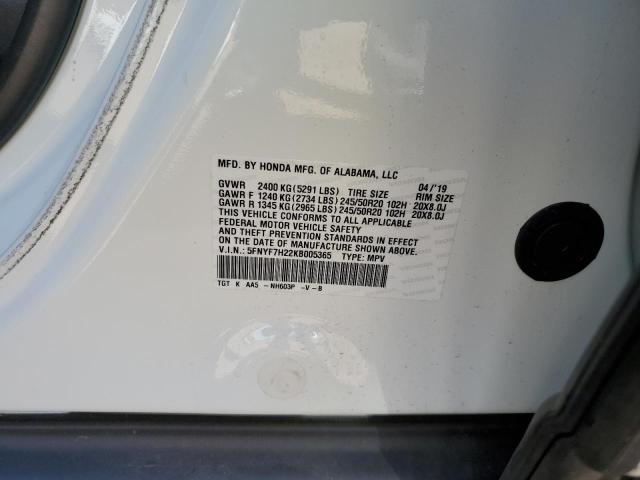 MFD. BY HONDA MFG. OF ALABAMA, LLC
GVWR 2400 KG (5291 LBS) TIRE SIZE 04/'19 RIM SIZE
GAWR F 1240 KG (2734 LBS) 245/50R20 102H 20X8.0J
GAWR R 1345 KG (2965 LBS) 245/50R20 102H 20X8.0J
THIS VEHICLE CONFORMS TO ALL APPLICABLE
FEDERAL MOTOR VEHICLE SAFETY, BUMPER,
AND THEFT PREVENTION STANDARDS IN EFFECT
ON THE DATE OF MANUFACTURE SHOWN ABOVE.
V.I.N.: 5FNYF7H22KB005365 TYPE: MPV
TGT K AA5 - NH603P -V-B